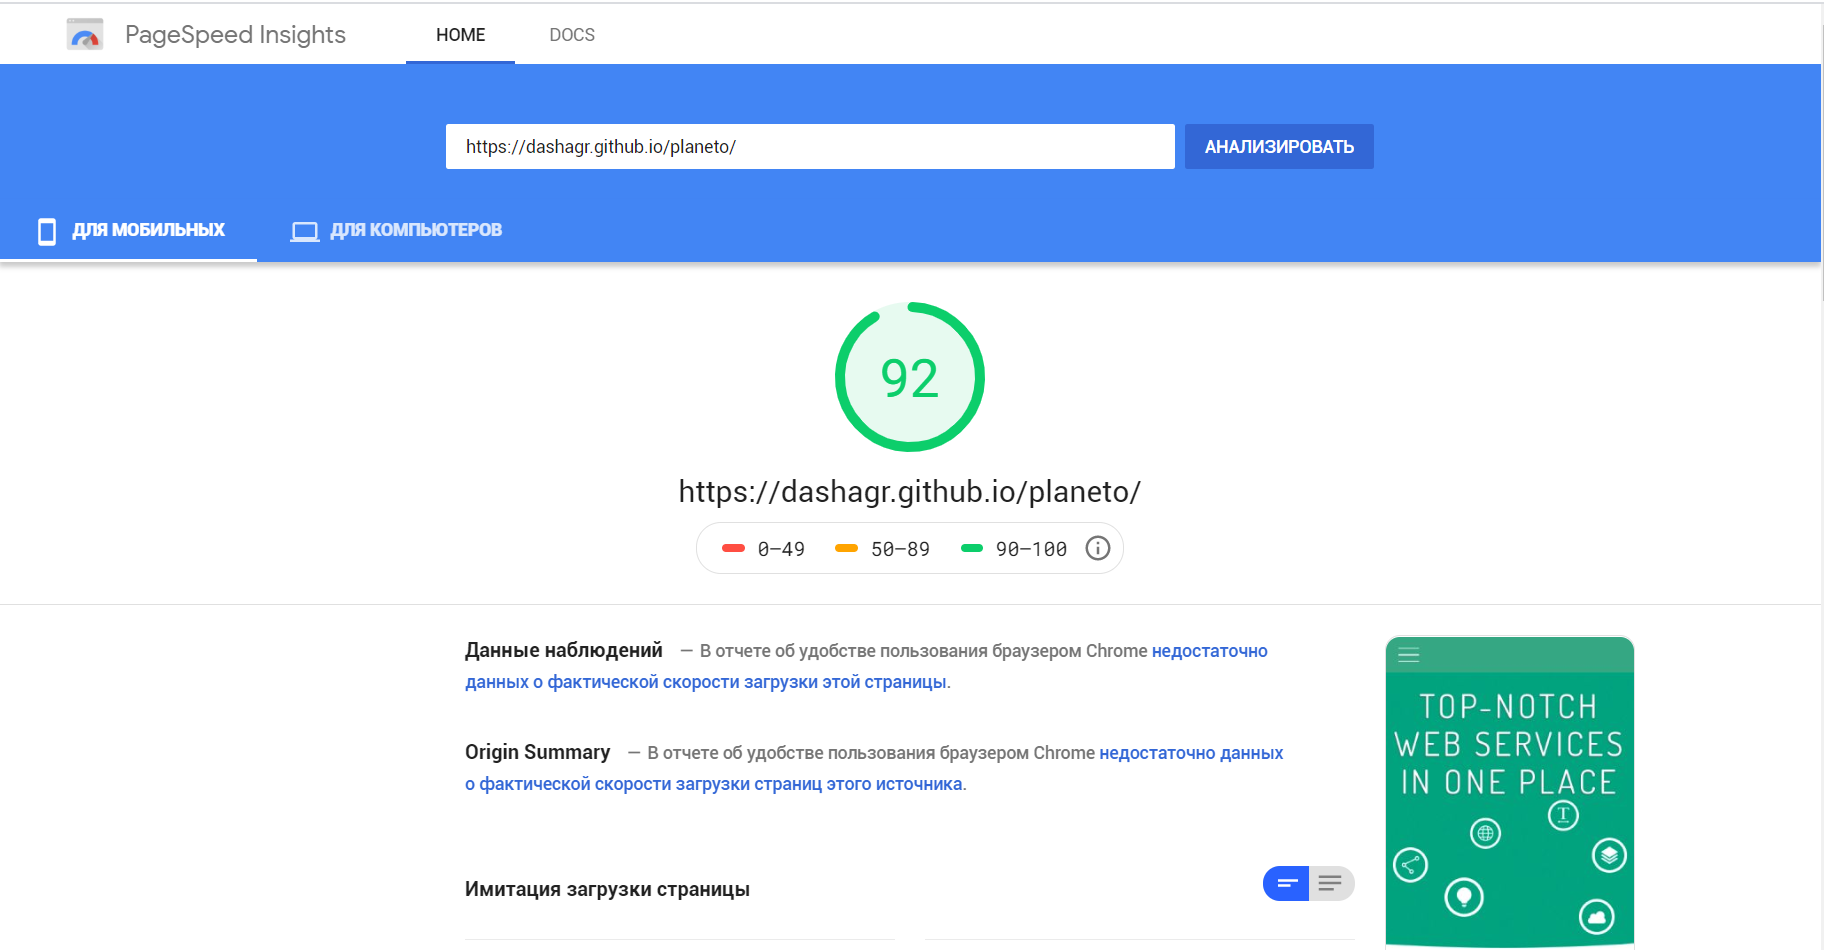 PageSpeed Insights HOME DOCS
https://dashagr.github.io/planeto/ АНАЛИЗИРОВАТЬ
ДЛЯ МОБИЛЬНЫХ ДЛЯ КОМПЬЮТЕРОВ
92
https://dashagr.github.io/planeto/
0–49 50–89 90–100
Данные наблюдений — В отчете об удобстве пользования браузером Chrome недостаточно
данных о фактической скорости загрузки этой страницы.
Origin Summary — В отчете об удобстве пользования браузером Chrome недостаточно данных
о фактической скорости загрузки страниц этого источника.
Имитация загрузки страницы
TOP-NOTCH
WEB SERVICES
IN ONE PLACE
T